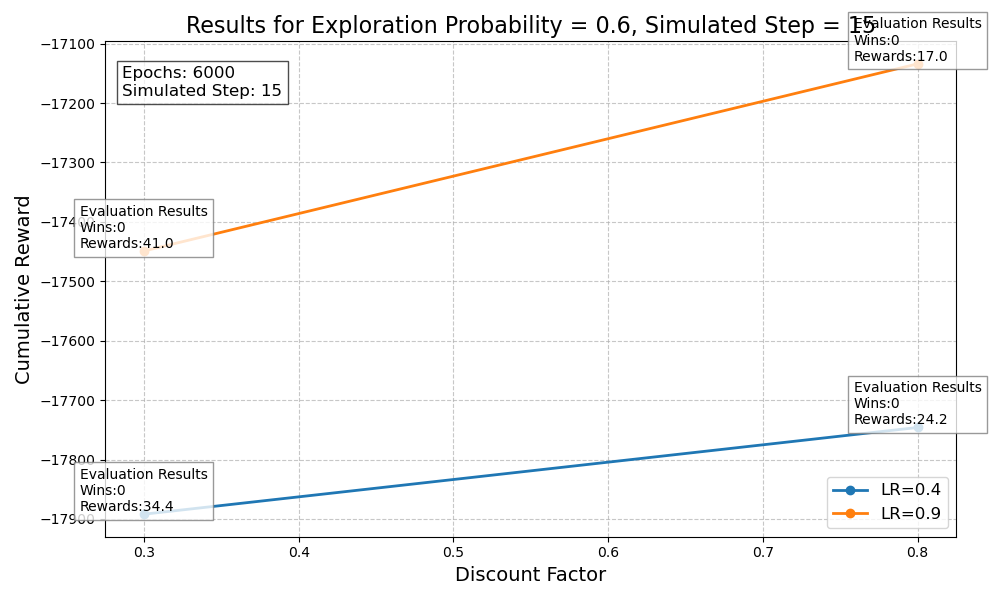 Results for Exploration Probability = 0.6, Simulated Step = 15
Evaluation Results
Wins:0
Rewards:17.0
Epochs: 6000
Simulated Step: 15
Evaluation Results
Wins:0
Rewards:41.0
Evaluation Results
Wins:0
Rewards:24.2
Evaluation Results
Wins:0
Rewards:34.4
LR=0.4
LR=0.9
Cumulative Reward
−17100
−17200
−17300
−17400
−17500
−17600
−17700
−17800
−17900
0.3
0.4
0.5
0.6
0.7
0.8
Discount Factor